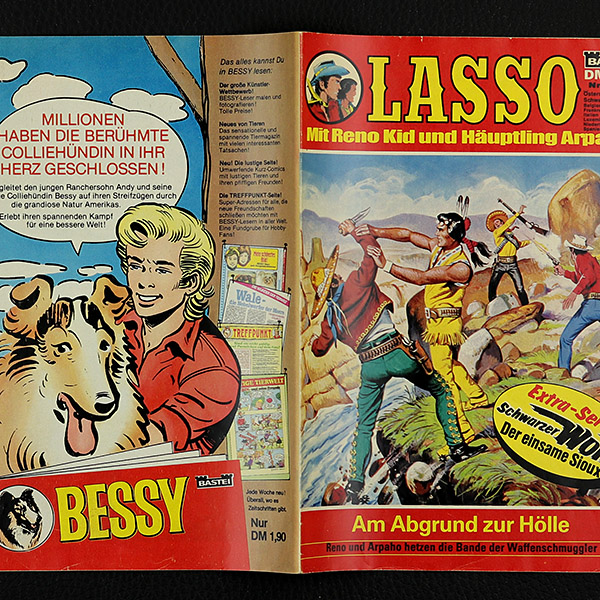 MILLIONEN
HABEN DIE BERÜHMTE
COLLIEHÜNDIN IN IHR
HERZ GESCHLOSSEN!
gleitet den jungen Ranchersohn Andy und seine
Colliehündin Bessy auf ihren Streifzügen durch
die grandiose Natur Amerikas.
Erlebt ihren spannenden Kampf
für eine bessere Welt!
Das alles kannst Du
in BESSY lesen:
Der große Künstler-
Wettbewerb!
BESSY-Leser malen und
fotografieren!
Tolle Preise!
Neues von Tieren
Das sensationelle und
spannende Tiermagazin
mit vielen interessanten
Tatsachen!
Neu! Die lustige Seite!
Umwerfende Kurz-Comics
mit lustigen Tieren und
ihren pfiffigen Freunden!
Die TREFFPUNKT-Seite!
Super-Adressen für alle, die
neue Freundschaften
schließen möchten mit
BESSY-Lesern in aller Welt.
Eine Fundgrube für Hobby
Fans!
Wale-
TREFFPUNKT
Jede Woche neu!
Überall, wo es
Zeitschriften gibt.
Nur
DM 1,90
BESSY
BASTEI
LASSO
BAS
DM
Nr
Mit Reno Kid und Häuptling Arpa
Extra-Ser
Schwarzer
Wol
Der einsame Sioux
Am Abgrund zur Hölle
Reno und Arpaho hetzen die Bande der Waffenschmuggler